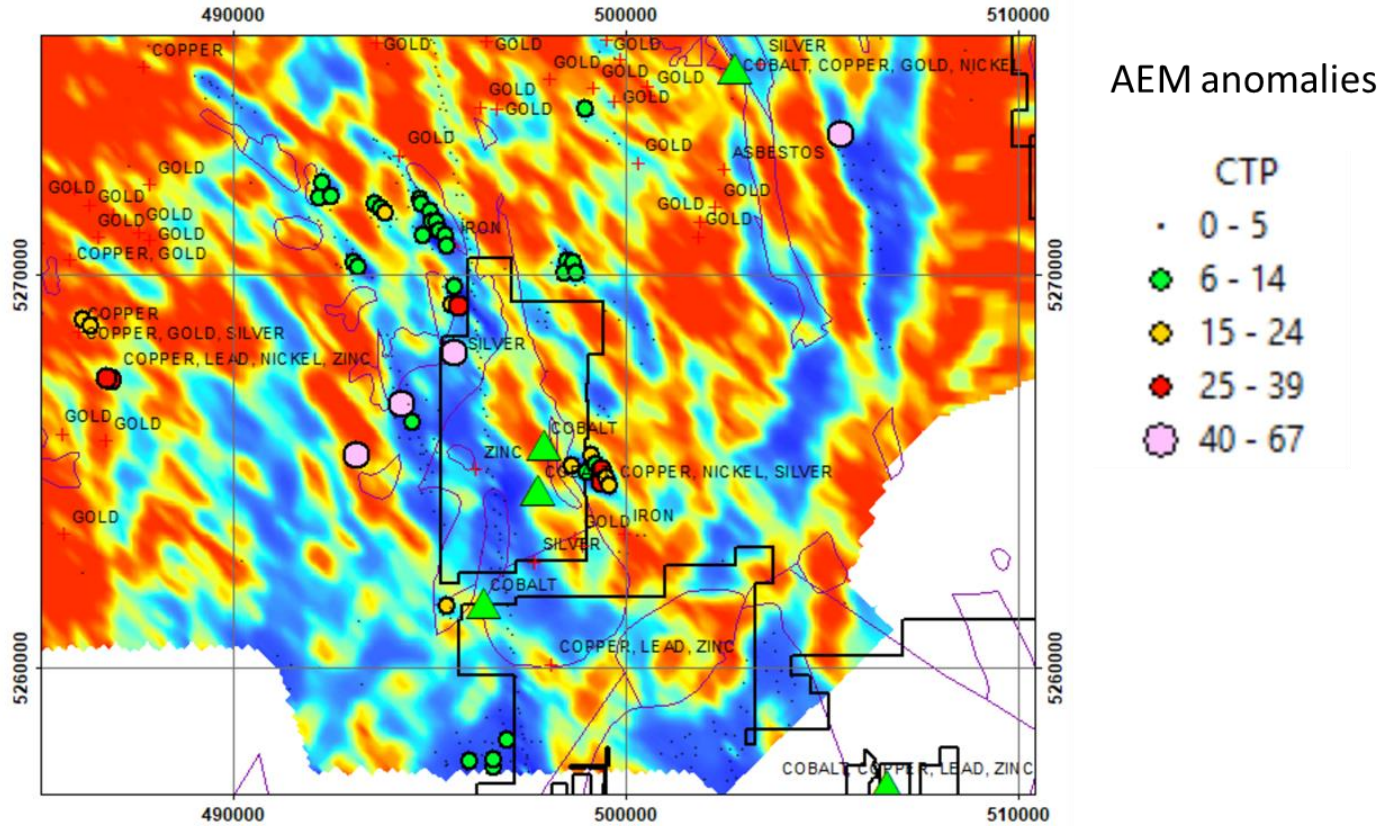 490000 500000 510000
COPPER
GOLD
GOLD
GOLD
SILVER
COBALT, COPPER, GOLD, NICKEL
GOLD
GOLD
GOLD
GOLD
GOLD
GOLD
GOLD
GOLD
ASBESTOS
GOLD
GOLD
GOLD
GOLD
GOLD
GOLD
GOLD
GOLD
GOLD
IRON
COPPER, GOLD
5270000
5270000
COPPER
COPPER, GOLD, SILVER
SILVER
COPPER, LEAD, NICKEL, ZINC
GOLD
GOLD
COBALT
ZINC
COPPER, NICKEL, SILVER
GOLD
GOLD
IRON
SILVER
COBALT
COPPER, LEAD, ZINC
5260000
5260000
COBALT, COPPER, LEAD, ZINC
490000 500000 510000
AEM anomalies
CTP
0 - 5
6 - 14
15 - 24
25 - 39
40 - 67